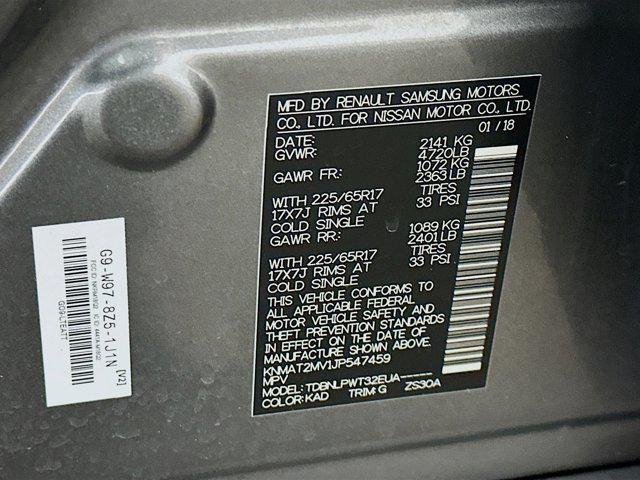 MFD BY RENAULT SAMSUNG MOTORS
CO., LTD. FOR NISSAN MOTOR CO., LTD.
01/18
DATE: 2141 KG
GVWR: 4720LB
1072 KG
GAWR FR: 2363LB
WITH 225/65R17 TIRES
17X7J RIMS AT 33 PSI
COLD SINGLE 1089 KG
GAWR RR: 2401LB
WITH 225/65R17 TIRES
17X7J RIMS AT 33 PSI
COLD SINGLE
THIS VEHICLE CONFORMS TO
ALL APPLICABLE FEDERAL
MOTOR VEHICLE SAFETY AND
THEFT PREVENTION STANDARDS
IN EFFECT ON THE DATE OF
MANUFACTURE SHOWN ABOVE.
KNMAT2MV1JP547459
MPV
MODEL: TDBNLPWT32EUA-----
COLOR: KAD TRIM:G ZS30A
G9-W97-8Z5-1J1N
[V2]